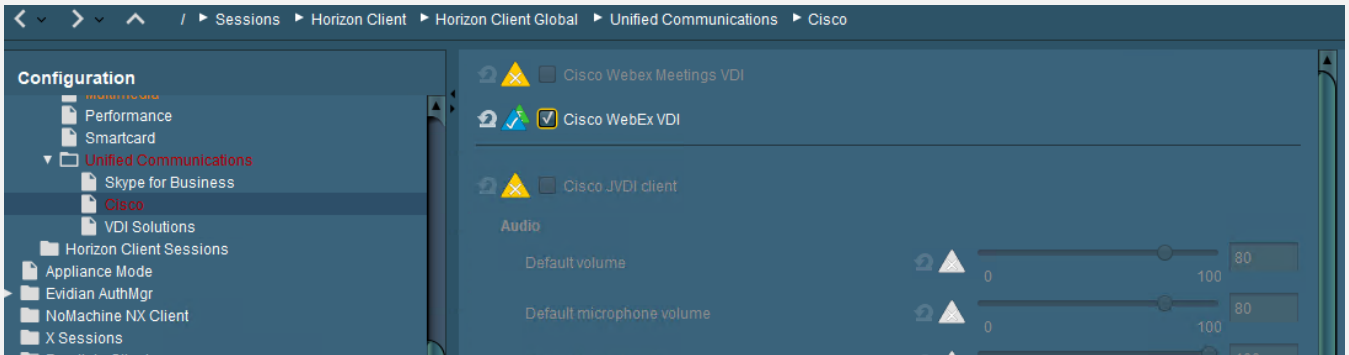 / Sessions Horizon Client Horizon Client Global Unified Communications Cisco
Configuration
Multimedia
Performance
Smartcard
Unified Communications
Skype for Business
Cisco
VDI Solutions
Horizon Client Sessions
Appliance Mode
Evidian AuthMgr
NoMachine NX Client
X Sessions
Cisco Webex Meetings VDI
Cisco WebEx VDI
Cisco JVDI client
Audio
Default volume
0
100
80
Default microphone volume
0
100
80